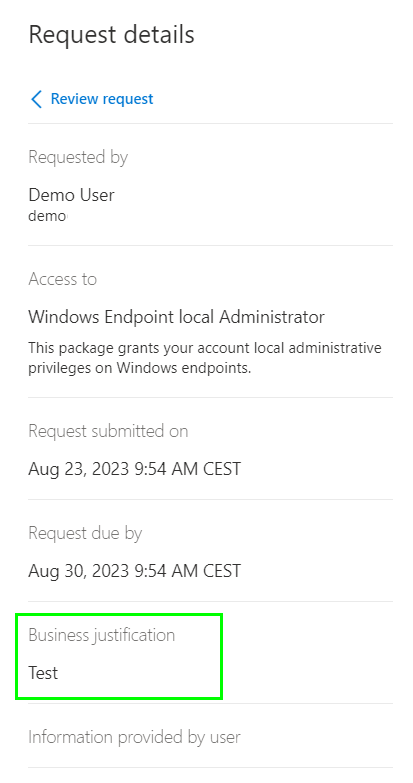 Request details
Review request
Requested by
Demo User
demo
Access to
Windows Endpoint local Administrator
This package grants your account local administrative
privileges on Windows endpoints.
Request submitted on
Aug 23, 2023 9:54 AM CEST
Request due by
Aug 30, 2023 9:54 AM CEST
Business justification
Test
Information provided by user